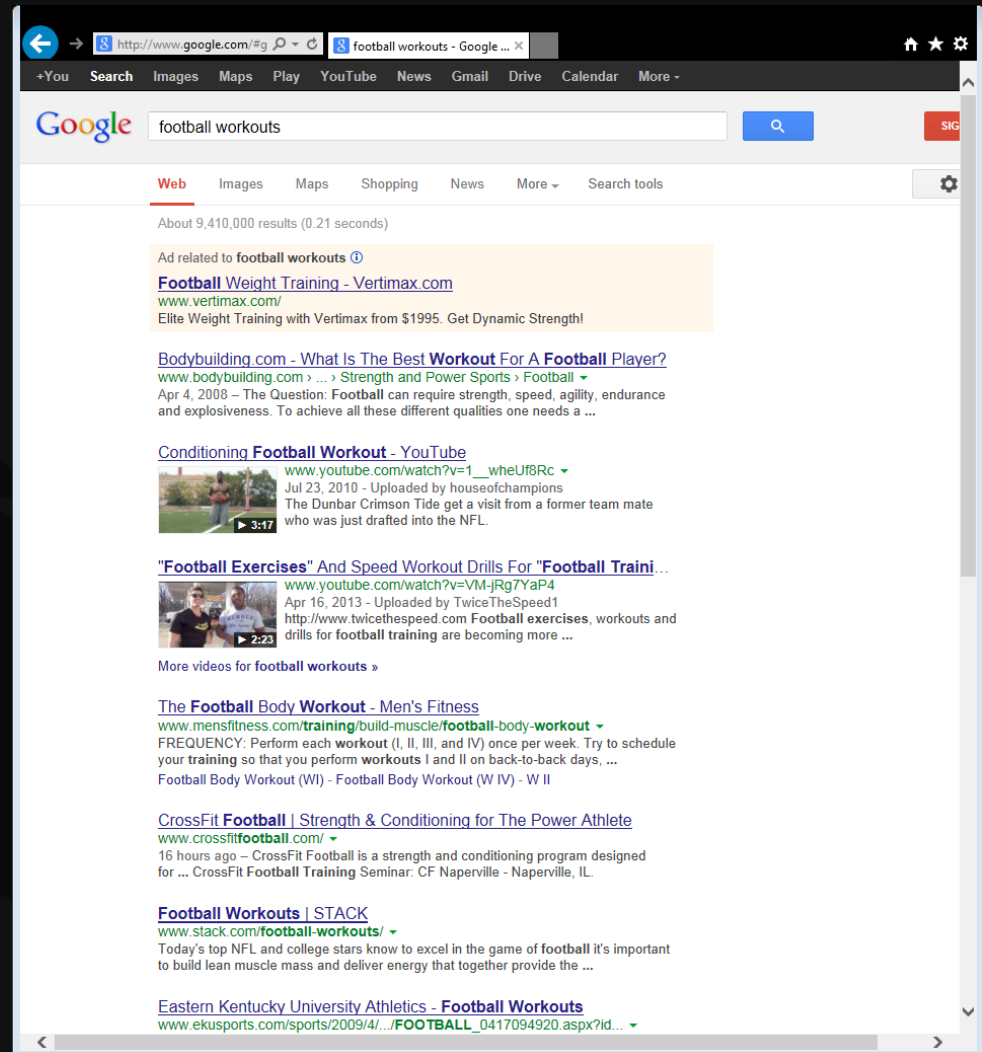 http://www.google.com/#g
football workouts - Google ...
+You Search Images Maps Play YouTube News Gmail Drive Calendar More
Google
football workouts
SIG
Web Images Maps Shopping News More Search tools
About 9,410,000 results (0.21 seconds)
Ad related to football workouts
Football Weight Training - Vertimax.com
www.vertimax.com/
Elite Weight Training with Vertimax from $1995. Get Dynamic Strength!
Bodybuilding.com - What Is The Best Workout For A Football Player?
www.bodybuilding.com › ... › Strength and Power Sports › Football
Apr 4, 2008 – The Question: Football can require strength, speed, agility, endurance
and explosiveness. To achieve all these different qualities one needs a ...
Conditioning Football Workout - YouTube
www.youtube.com/watch?v=1__wheUf8Rc
Jul 23, 2010 - Uploaded by houseofchampions
The Dunbar Crimson Tide get a visit from a former team mate
who was just drafted into the NFL.
3:17
"Football Exercises" And Speed Workout Drills For "Football Traini...
www.youtube.com/watch?v=VM-jRg7YaP4
Apr 16, 2013 - Uploaded by TwiceTheSpeed1
http://www.twicethespeed.com Football exercises, workouts and
drills for football training are becoming more ...
2:23
More videos for football workouts »
The Football Body Workout - Men's Fitness
www.mensfitness.com/training/build-muscle/football-body-workout
FREQUENCY: Perform each workout (I, II, III, and IV) once per week. Try to schedule
your training so that you perform workouts I and II on back-to-back days, ...
Football Body Workout (WI) - Football Body Workout (W IV) - W II
CrossFit Football | Strength & Conditioning for The Power Athlete
www.crossfitfootball.com/
16 hours ago – CrossFit Football is a strength and conditioning program designed
for ... CrossFit Football Training Seminar: CF Naperville - Naperville, IL.
Football Workouts | STACK
www.stack.com/football-workouts/
Today's top NFL and college stars know to excel in the game of football it's important
to build lean muscle mass and deliver energy that together provide the ...
Eastern Kentucky University Athletics - Football Workouts
www.ekusports.com/sports/2009/4/.../FOOTBALL_0417094920.aspx?id...